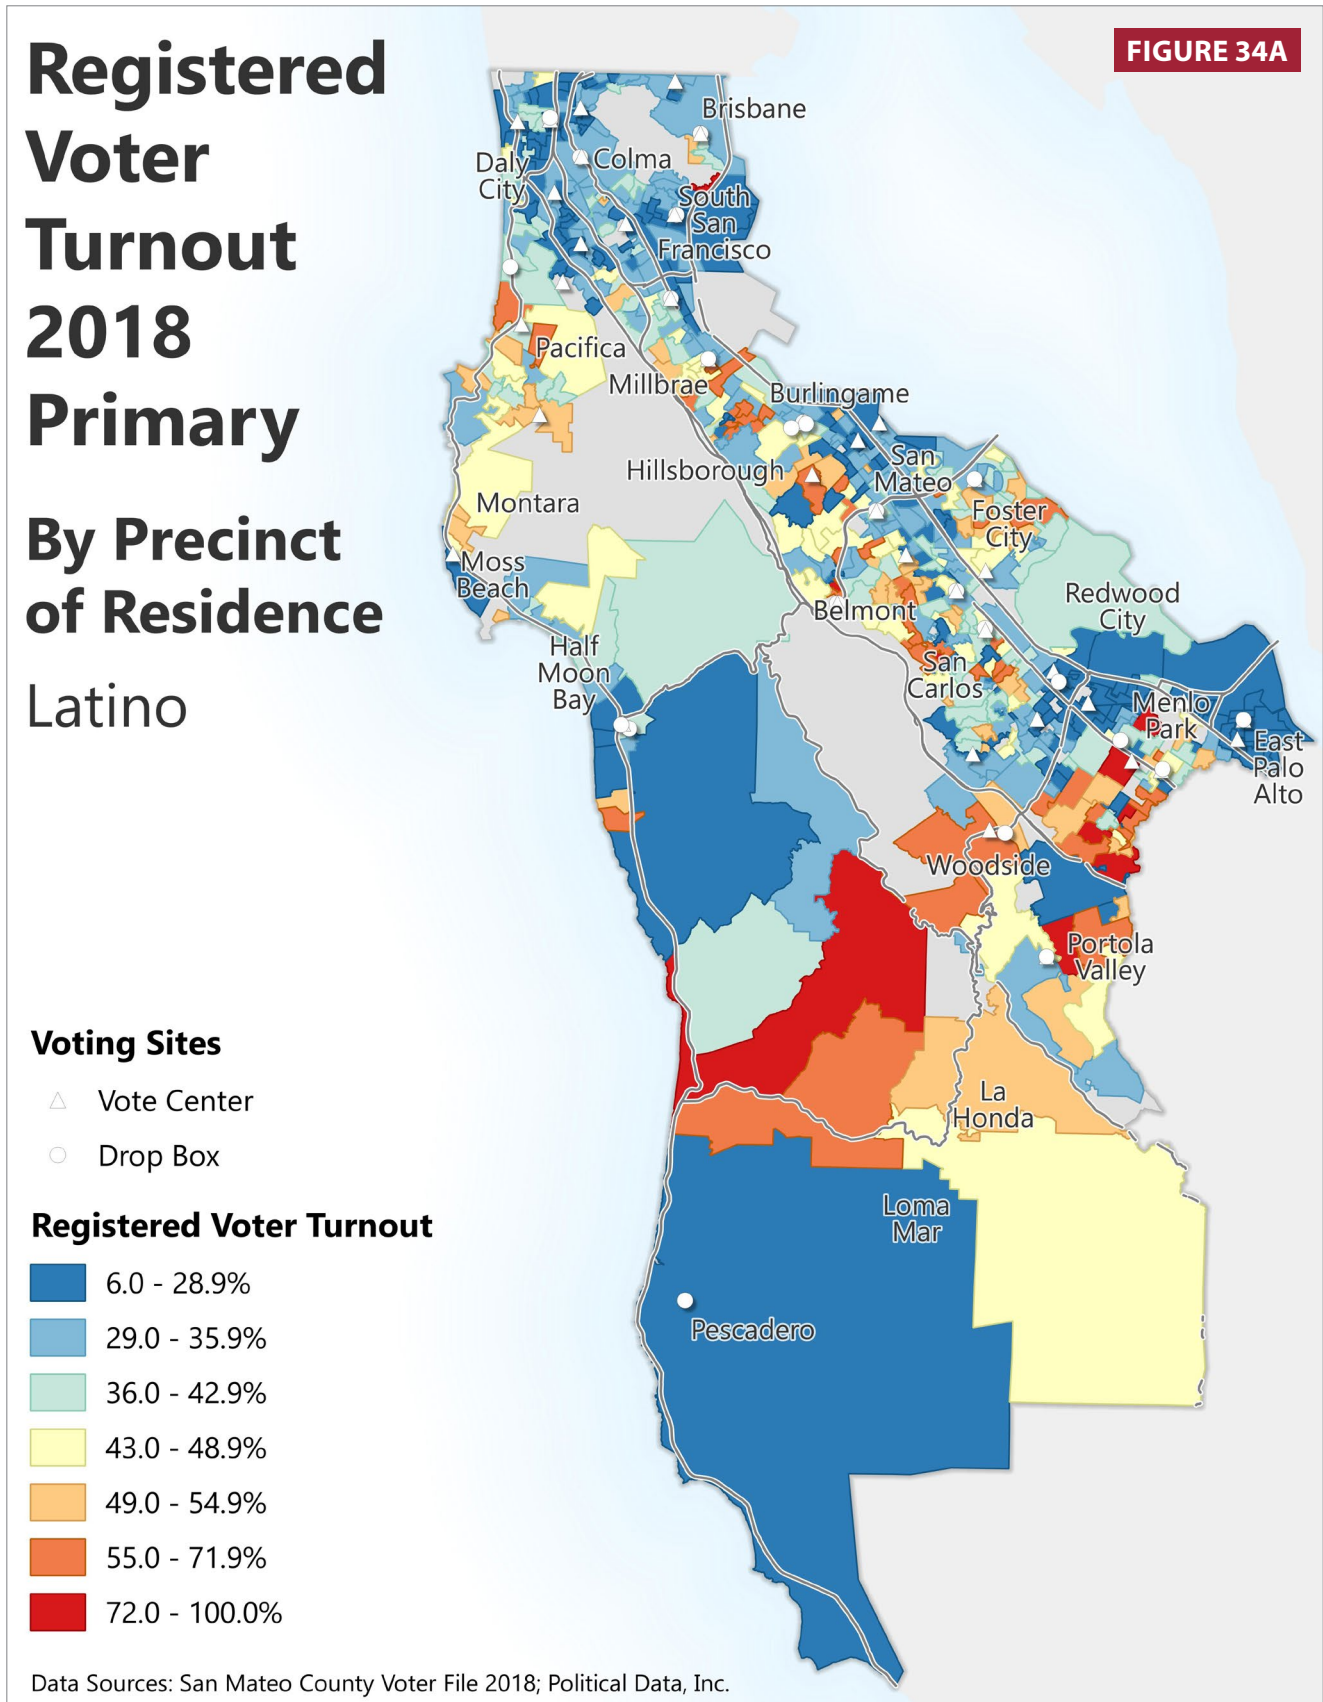 Registered
Voter
Turnout
2018
Primary
By Precinct
of Residence
Latino
FIGURE 34A
Brisbane
Daly
City
Colma
South
San
Francisco
Pacifica
Millbrae
Burlingame
Hillsborough
San
Mateo
Montara
Foster
City
Moss
Beach
Belmont
Redwood
City
Half
Moon
Bay
San
Carlos
Menlo
Park
East
Palo
Alto
Woodside
Portola
Valley
La
Honda
Loma
Mar
Pescadero
Voting Sites
Vote Center
Drop Box
Registered Voter Turnout
6.0 - 28.9%
29.0 - 35.9%
36.0 - 42.9%
43.0 - 48.9%
49.0 - 54.9%
55.0 - 71.9%
72.0 - 100.0%
Data Sources: San Mateo County Voter File 2018; Political Data, Inc.